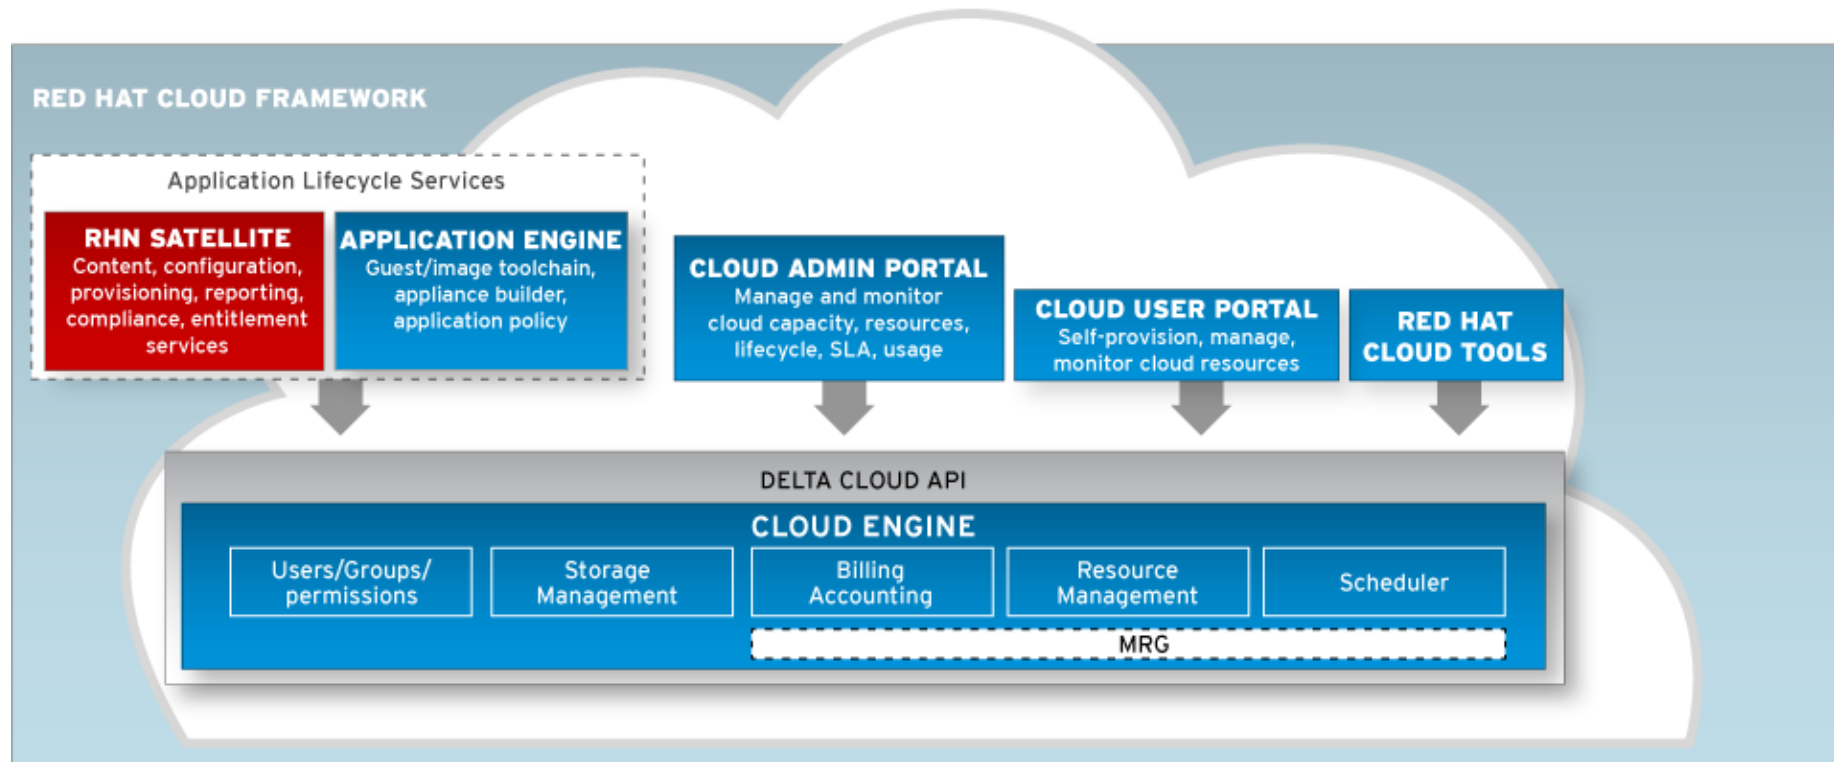 RED HAT CLOUD FRAMEWORK
Application Lifecycle Services
RHN SATELLITE
Content, configuration,
provisioning, reporting,
compliance, entitlement
services
APPLICATION ENGINE
Guest/image toolchain,
appliance builder,
application policy
CLOUD ADMIN PORTAL
Manage and monitor
cloud capacity, resources,
lifecycle, SLA, usage
CLOUD USER PORTAL
Self-provision, manage,
monitor cloud resources
RED HAT
CLOUD TOOLS
DELTA CLOUD API
CLOUD ENGINE
Users/Groups/
permissions
Storage
Management
Billing
Accounting
Resource
Management
Scheduler
MRG